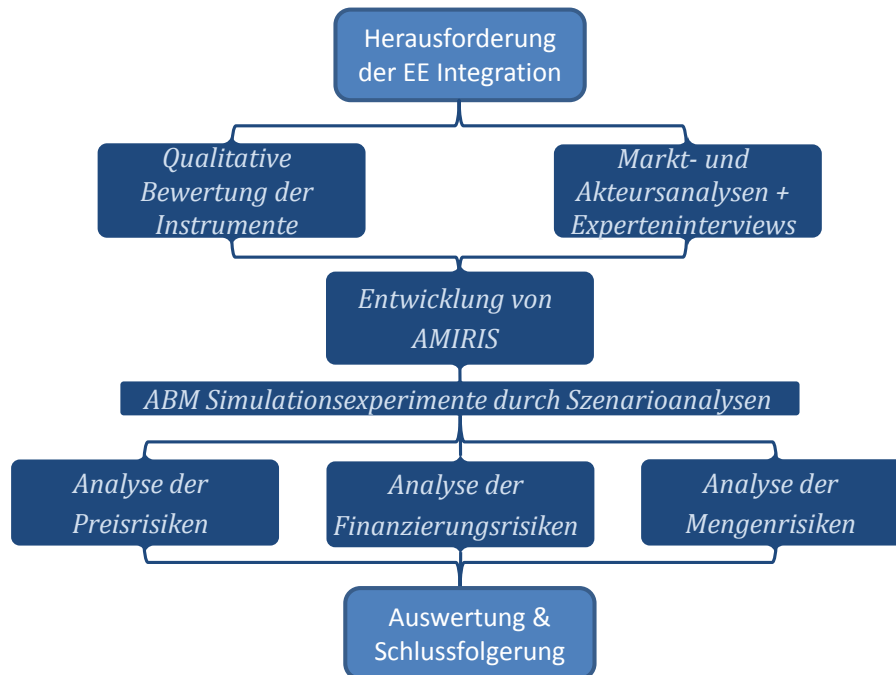 Herausforderung
der EE Integration
Qualitative
Bewertung der
Instrumente
Markt- und
Akteursanalysen +
Experteninterviews
Entwicklung von
AMIRIS
ABM Simulationsexperimente durch Szenarioanalysen
Analyse der
Preisrisiken
Analyse der
Finanzierungsrisiken
Analyse der
Mengenrisiken
Auswertung &
Schlussfolgerung